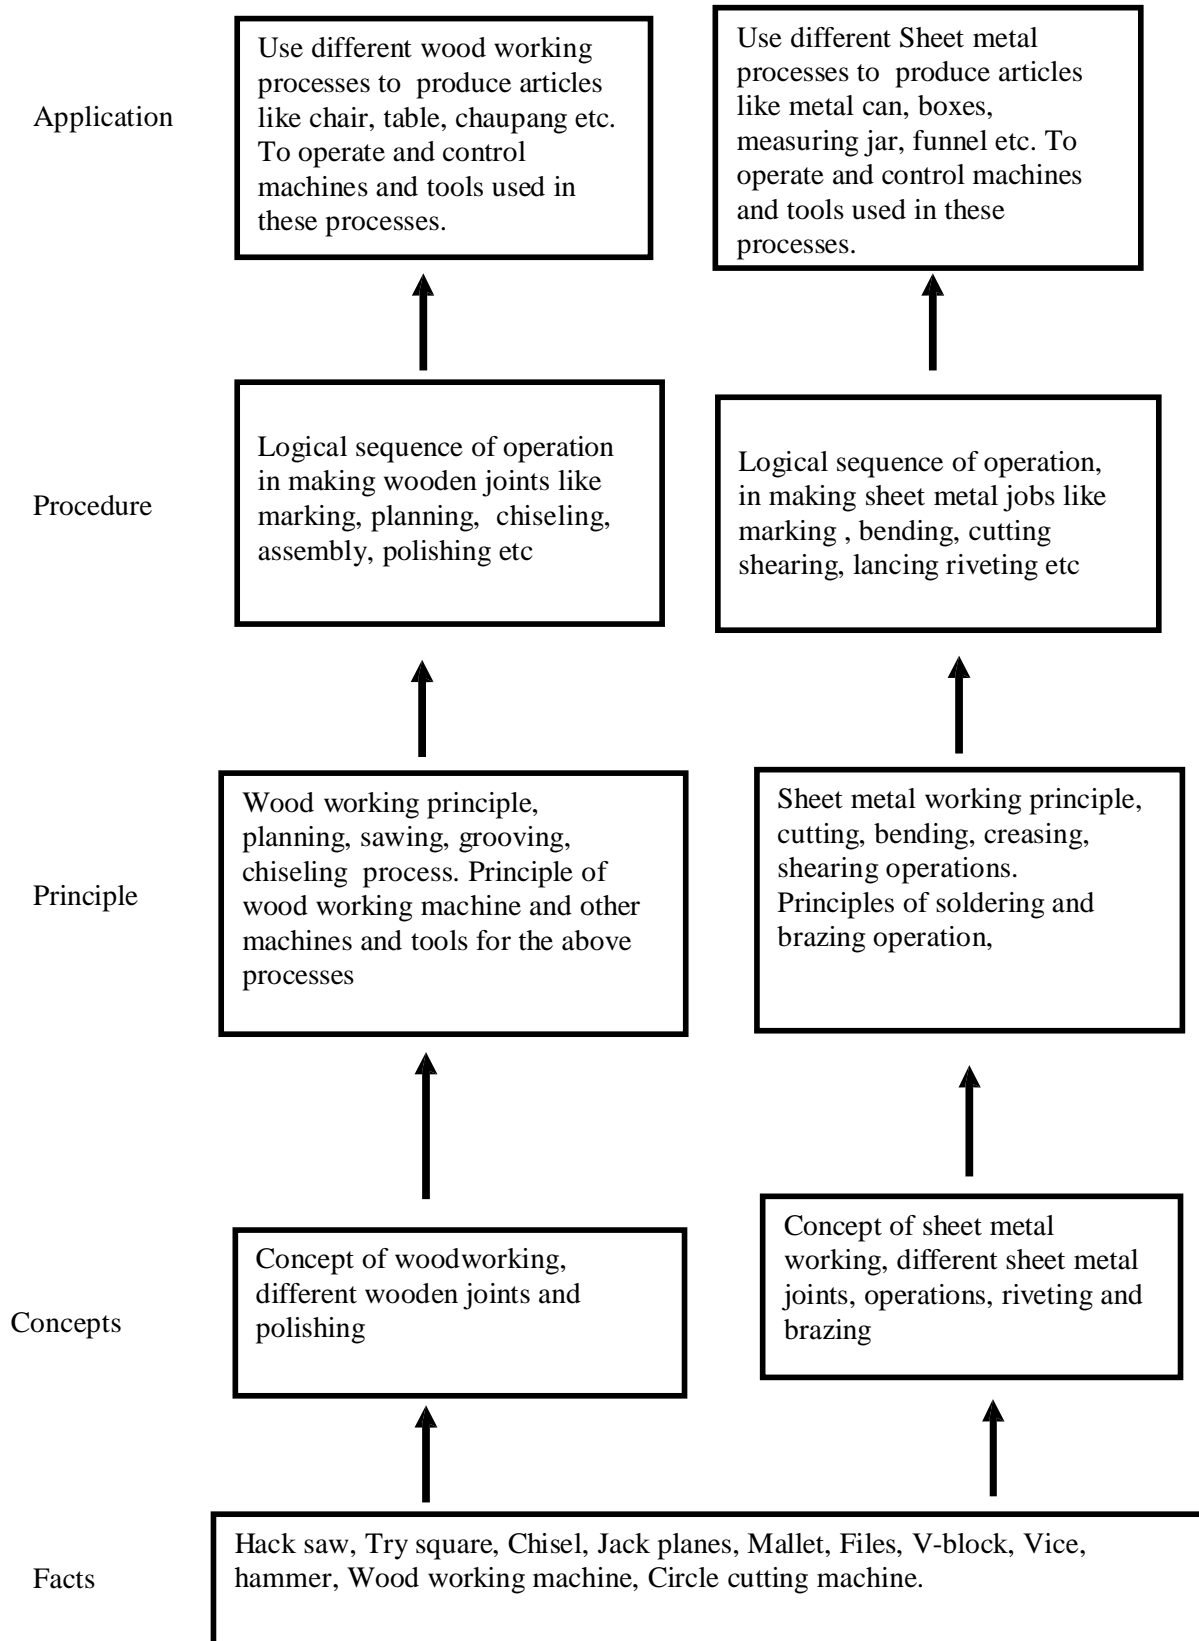 Application
Use different wood working
processes to  produce articles
like chair, table, chaupang etc.
To operate and control
machines and tools used in
these processes.
Use different Sheet metal
processes to  produce articles
like metal can, boxes,
measuring jar, funnel etc. To
operate and control machines
and tools used in these
processes.
Procedure
Logical sequence of operation
in making wooden joints like
marking, planning,  chiseling,
assembly, polishing etc
Logical sequence of operation,
in making sheet metal jobs like
marking , bending, cutting
shearing, lancing riveting etc
Principle
Wood working principle,
planning, sawing, grooving,
chiseling  process. Principle of
wood working machine and other
machines and tools for the above
processes
Sheet metal working principle,
cutting, bending, creasing,
shearing operations.
Principles of soldering and
brazing operation,
Concepts
Concept of woodworking,
different wooden joints and
polishing
Concept of sheet metal
working, different sheet metal
joints, operations, riveting and
brazing
Facts
Hack saw, Try square, Chisel, Jack planes, Mallet, Files, V-block, Vice,
hammer, Wood working machine, Circle cutting machine.